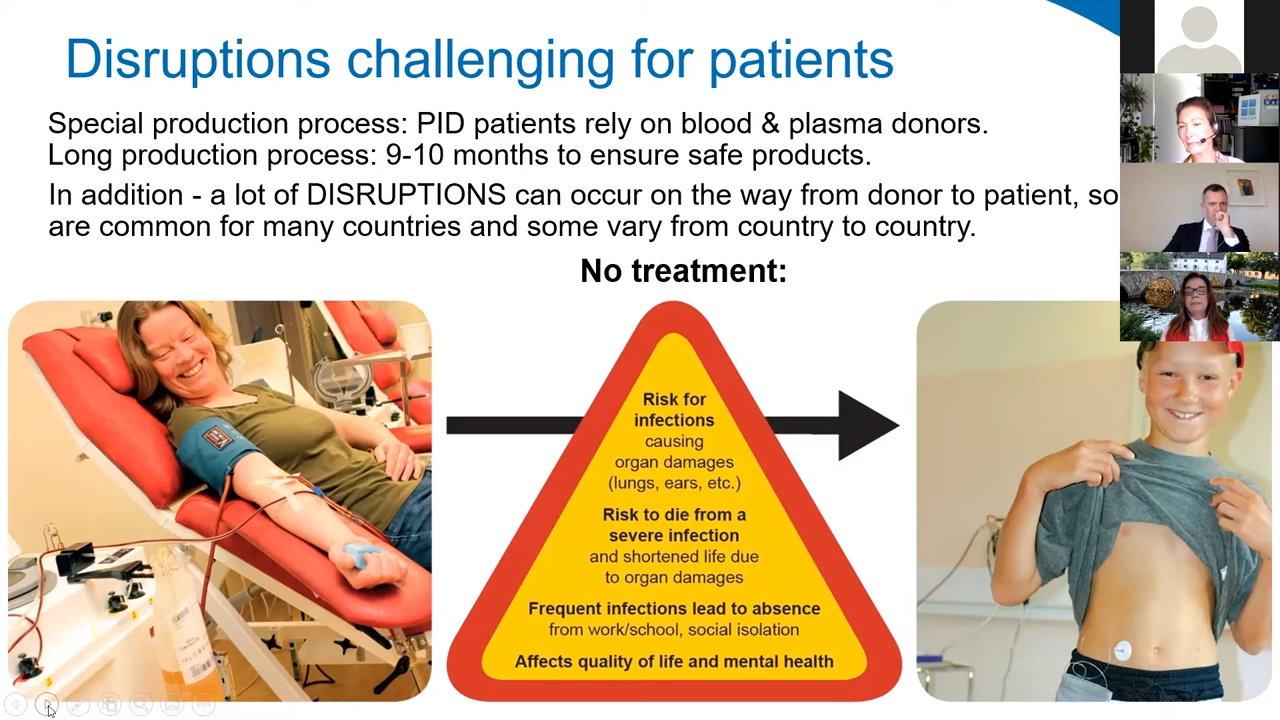 Disruptions challenging for patients
Special production process: PID patients rely on blood & plasma donors.
Long production process: 9-10 months to ensure safe products.
In addition - a lot of DISRUPTIONS can occur on the way from donor to patient, so
are common for many countries and some vary from country to country.
No treatment:
Risk for
infections
causing
organ damages
(lungs, ears, etc.)
Risk to die from a
severe infection
and shortened life due
to organ damages
Frequent infections lead to absence
from work/school, social isolation
Affects quality of life and mental health